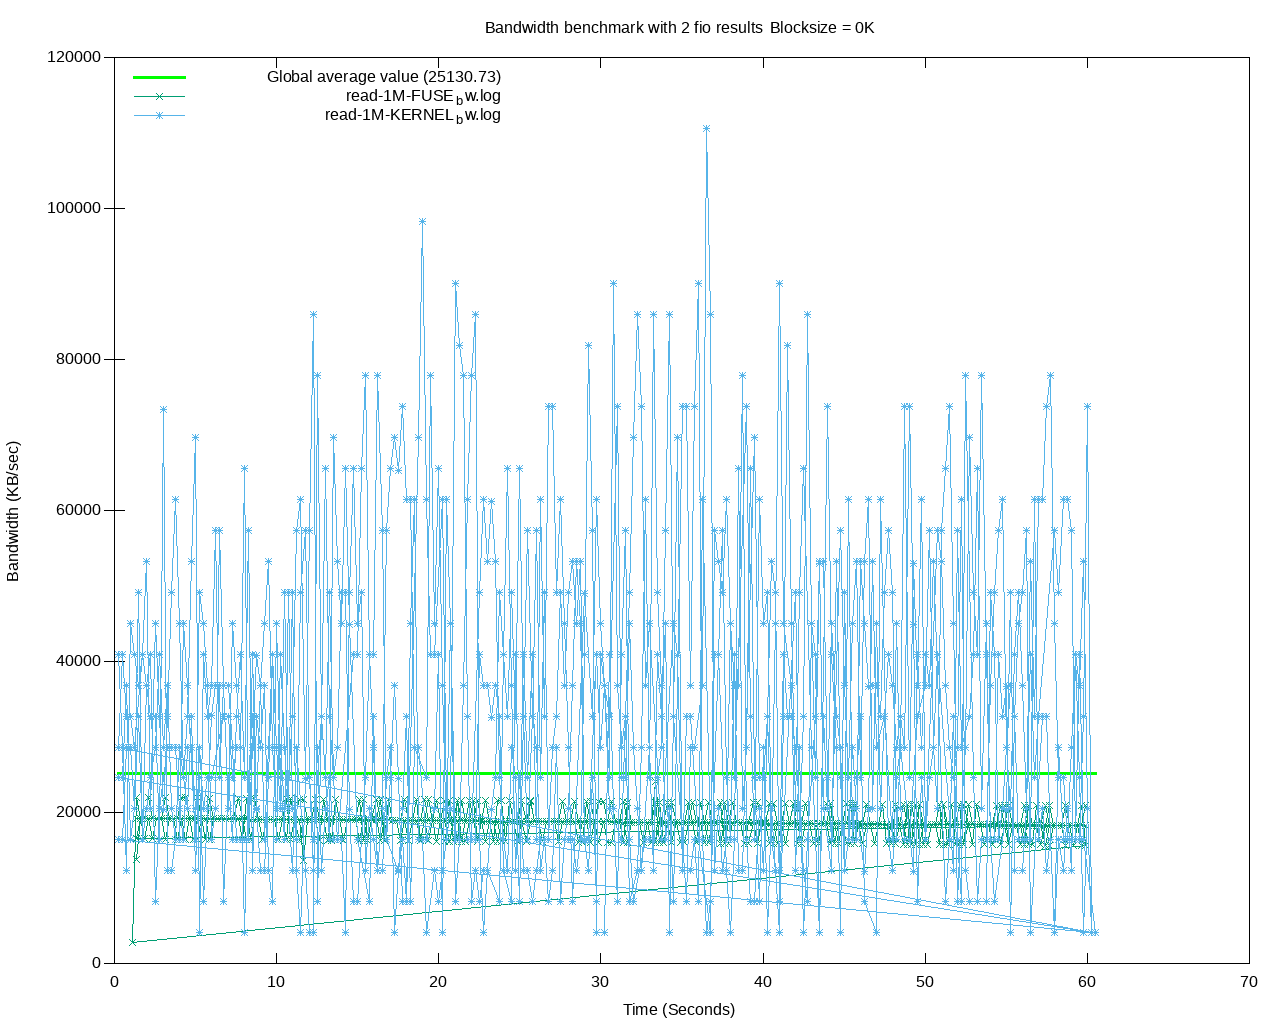 Bandwidth benchmark with 2 fio results Blocksize = 0K
120000
100000
80000
60000
40000
20000
0
Bandwidth (KB/sec)
Global average value (25130.73)
read-1M-FUSE_bw.log
read-1M-KERNEL_bw.log
0 10 20 30 40 50 60 70
Time (Seconds)